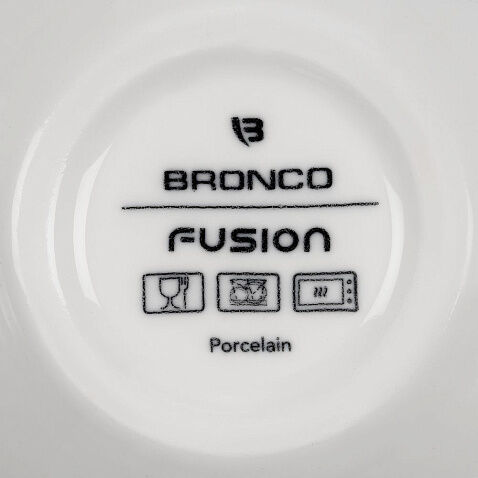 B
BRONCO
FUSION
Porcelain